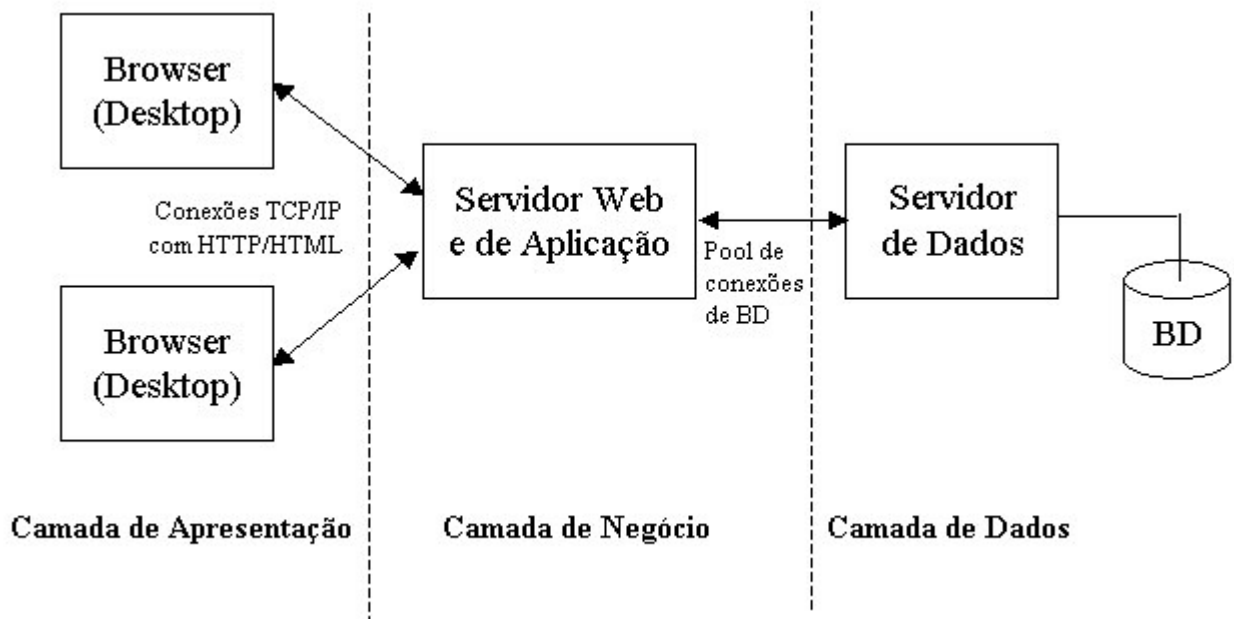 Browser
(Desktop)
Conexões TCP/IP
com HTTP/HTML
Browser
(Desktop)
Servidor Web
e de Aplicação
Pool de
conexões
de BD
Servidor
de Dados
BD
Camada de Apresentação
Camada de Negócio
Camada de Dados